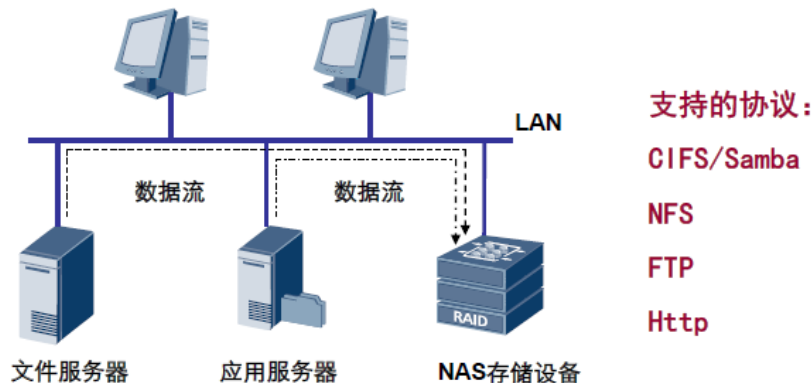 LAN
数据流
数据流
RAID
文件服务器
应用服务器
NAS存储设备
支持的协议：
CIFS/Samba
NFS
FTP
Http